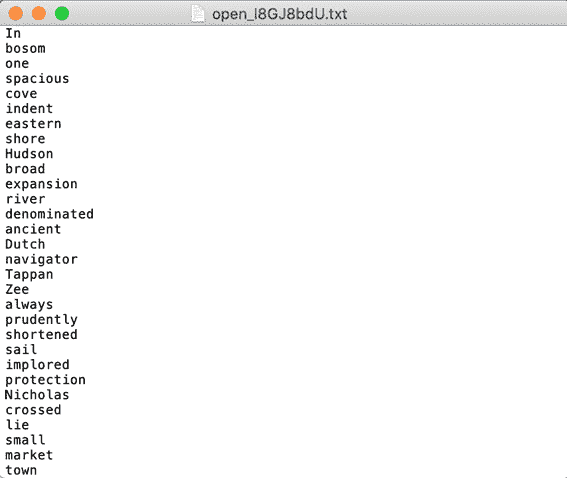 open_l8GJ8bdU.txt
In
bosom
one
spacious
cove
indent
eastern
shore
Hudson
broad
expansion
river
denominated
ancient
Dutch
navigator
Tappan
Zee
always
prudently
shortened
sail
implored
protection
Nicholas
crossed
lie
small
market
town